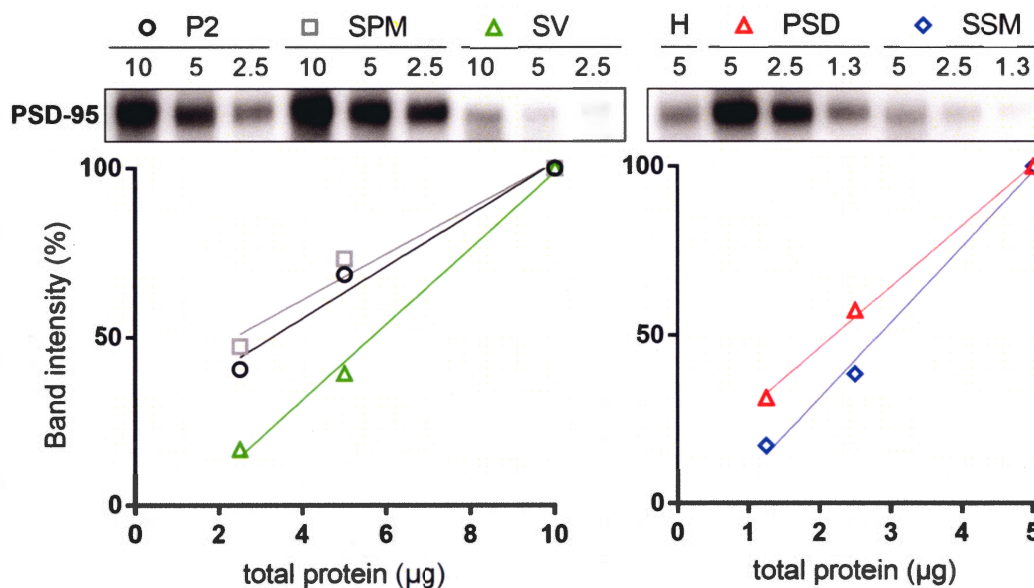 P2 SPM SV H PSD SSM
10 5 2.5 10 5 2.5 10 5 2.5 5 5 2.5 1.3 5 2.5 1.3
PSD-95
100 100
50 50
0 0
Band intensity (%)
0 2 4 6 8 10 0 1 2 3 4 5
total protein (µg) total protein (µg)